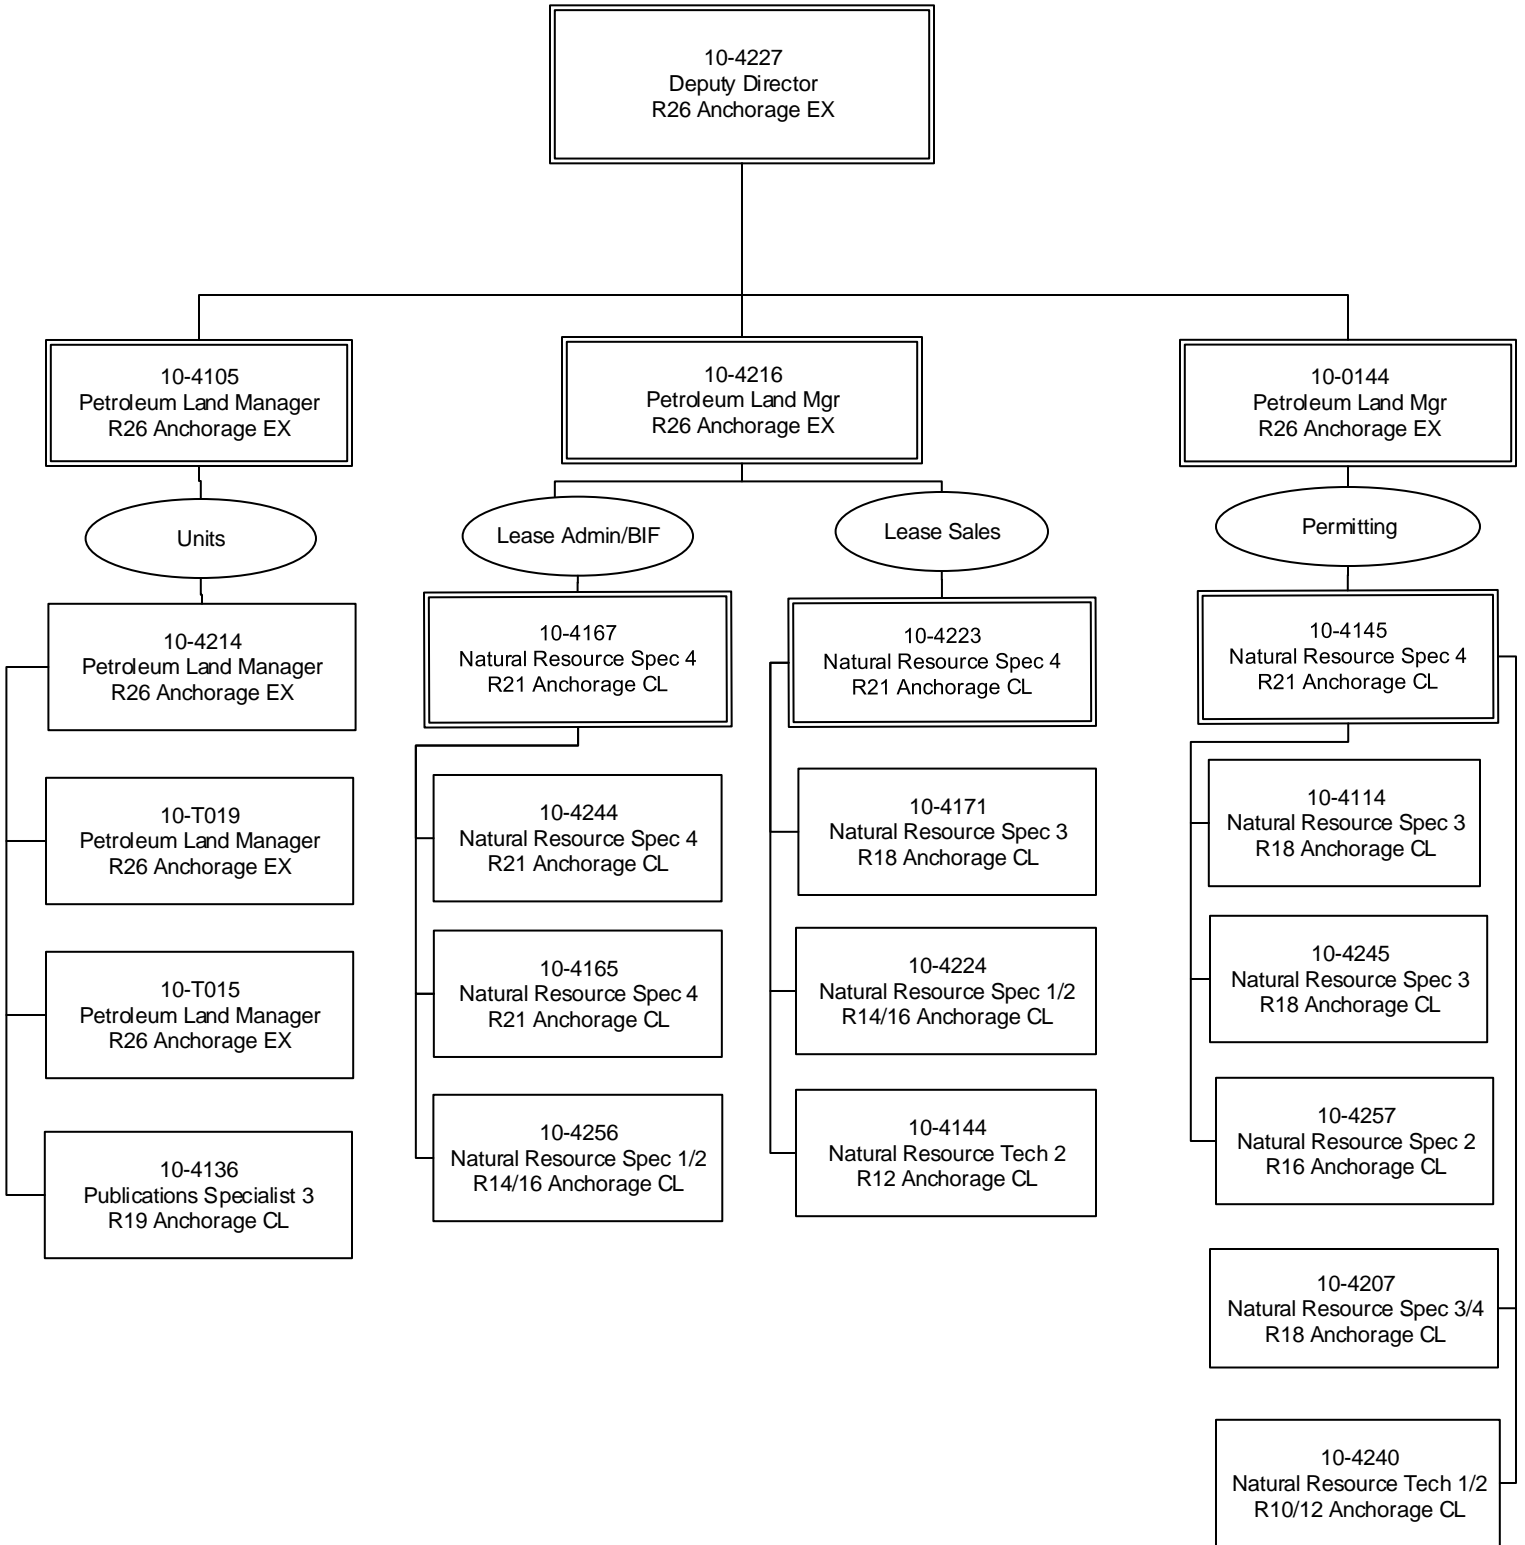 10-4227
Deputy Director
R26 Anchorage EX
10-4105
Petroleum Land Manager
R26 Anchorage EX
10-4216
Petroleum Land Mgr
R26 Anchorage EX
10-0144
Petroleum Land Mgr
R26 Anchorage EX
Units
Lease Admin/BIF
Lease Sales
Permitting
10-4214
Petroleum Land Manager
R26 Anchorage EX
10-T019
Petroleum Land Manager
R26 Anchorage EX
10-T015
Petroleum Land Manager
R26 Anchorage EX
10-4136
Publications Specialist 3
R19 Anchorage CL
10-4167
Natural Resource Spec 4
R21 Anchorage CL
10-4244
Natural Resource Spec 4
R21 Anchorage CL
10-4165
Natural Resource Spec 4
R21 Anchorage CL
10-4256
Natural Resource Spec 1/2
R14/16 Anchorage CL
10-4223
Natural Resource Spec 4
R21 Anchorage CL
10-4171
Natural Resource Spec 3
R18 Anchorage CL
10-4224
Natural Resource Spec 1/2
R14/16 Anchorage CL
10-4144
Natural Resource Tech 2
R12 Anchorage CL
10-4145
Natural Resource Spec 4
R21 Anchorage CL
10-4114
Natural Resource Spec 3
R18 Anchorage CL
10-4245
Natural Resource Spec 3
R18 Anchorage CL
10-4257
Natural Resource Spec 2
R16 Anchorage CL
10-4207
Natural Resource Spec 3/4
R18 Anchorage CL
10-4240
Natural Resource Tech 1/2
R10/12 Anchorage CL